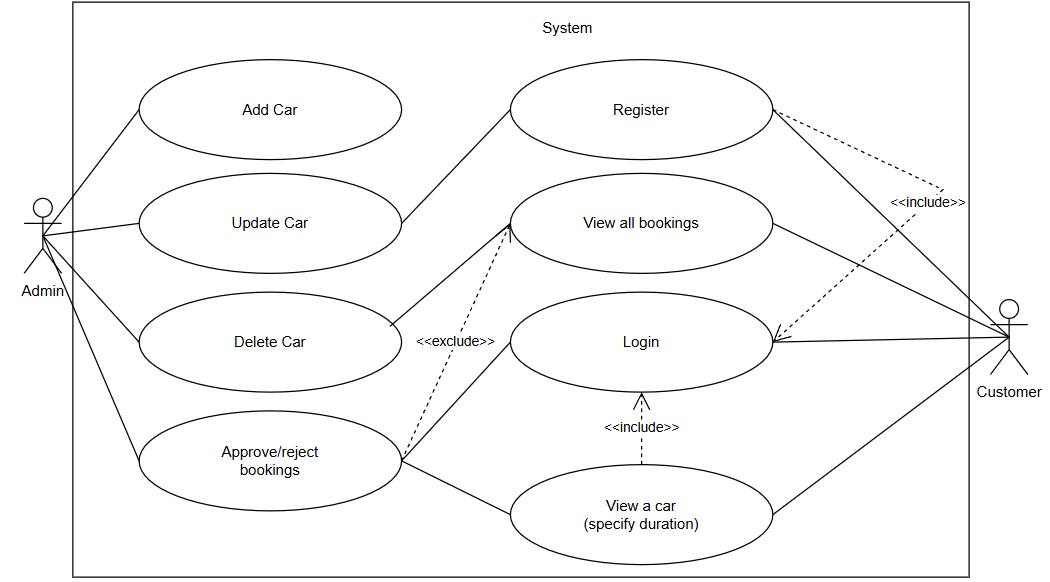 System
Add Car
Register
<<include>>
Update Car
View all bookings
Admin
Delete Car
<<exclude>>
Login
Customer
<<include>>
Approve/reject
bookings
View a car
(specify duration)